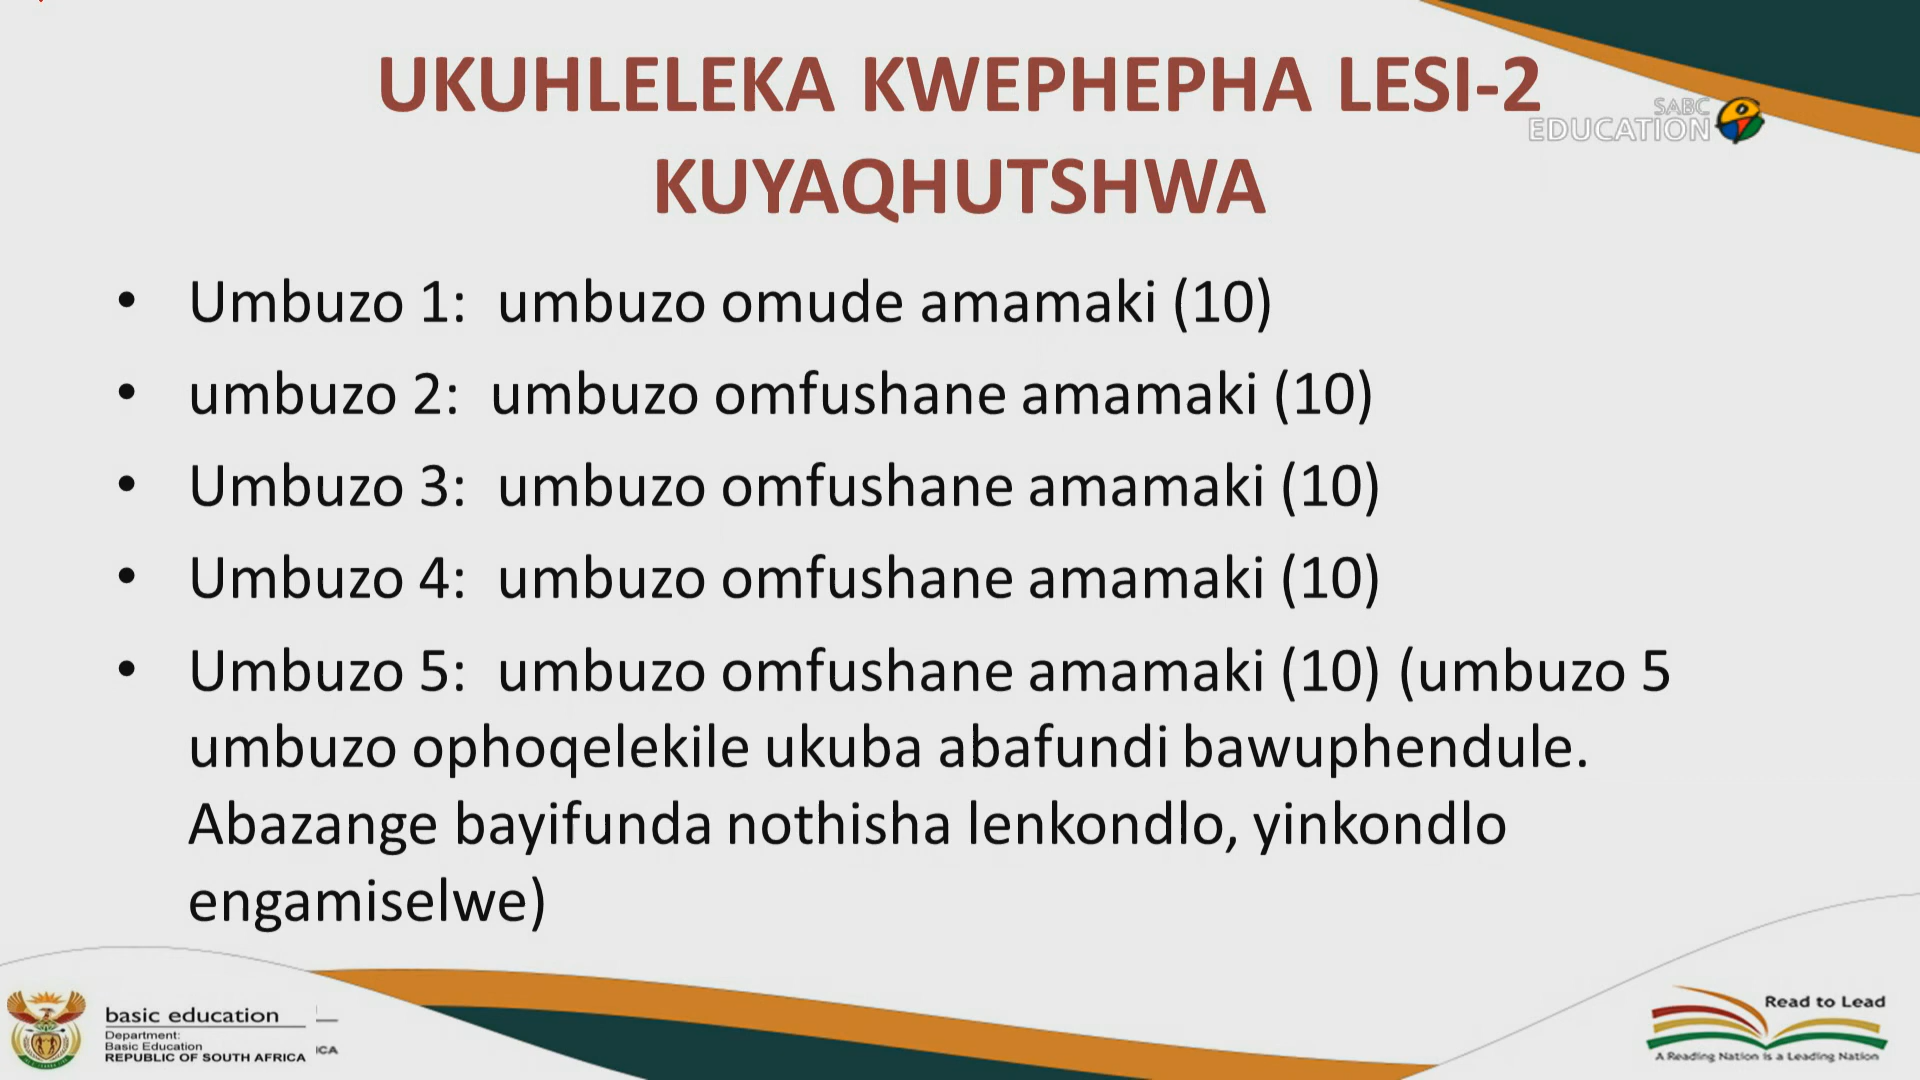 UKUHLELEKA KWEPHEPHA LESI-2
KUYAQHUTSHWA
SABC
EDUCATION
• Umbuzo 1: umbuzo omude amamaki (10)
• umbuzo 2: umbuzo omfushane amamaki (10)
• Umbuzo 3: umbuzo omfushane amamaki (10)
• Umbuzo 4: umbuzo omfushane amamaki (10)
• Umbuzo 5: umbuzo omfushane amamaki (10) (umbuzo 5
umbuzo ophoqelekile ukuba abafundi bawuphendule.
Abazange bayifunda nothisha lenkondlo, yinkondlo
engamiselwe)
basic education
Department:
Basic Education
REPUBLIC OF SOUTH AFRICA
ICA
Read to Lead
A Reading Nation is a Leading Nation